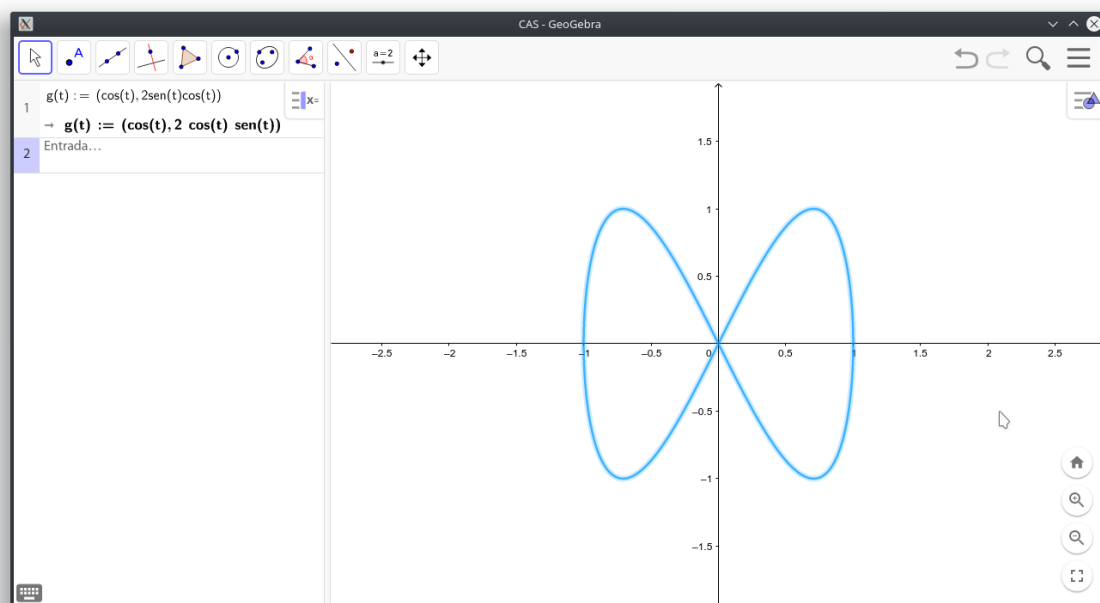 CAS - GeoGebra
A
a=2
1
g(t) := (cos(t), 2sen(t)cos(t))
→ g(t) := (cos(t), 2 cos(t) sen(t))
x=
2
Entrada…
1.5
1
0.5
−2.5 −2 −1.5 −1 −0.5 0 0.5 1 1.5 2 2.5
−0.5
−1
−1.5